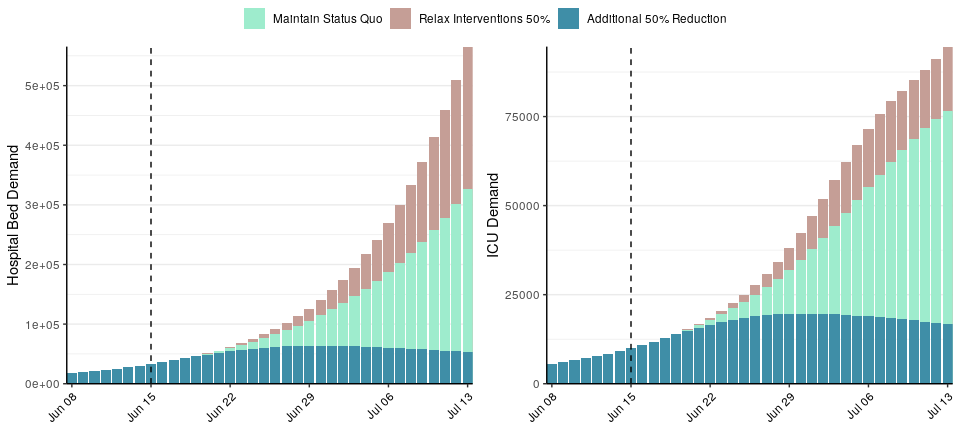 Maintain Status Quo Relax Interventions 50% Additional 50% Reduction
Hospital Bed Demand
5e+05
4e+05
3e+05
2e+05
1e+05
0e+00
Jun 08 Jun 15 Jun 22 Jun 29 Jul 06 Jul 13
ICU Demand
75000
50000
25000
0
Jun 08 Jun 15 Jun 22 Jun 29 Jul 06 Jul 13